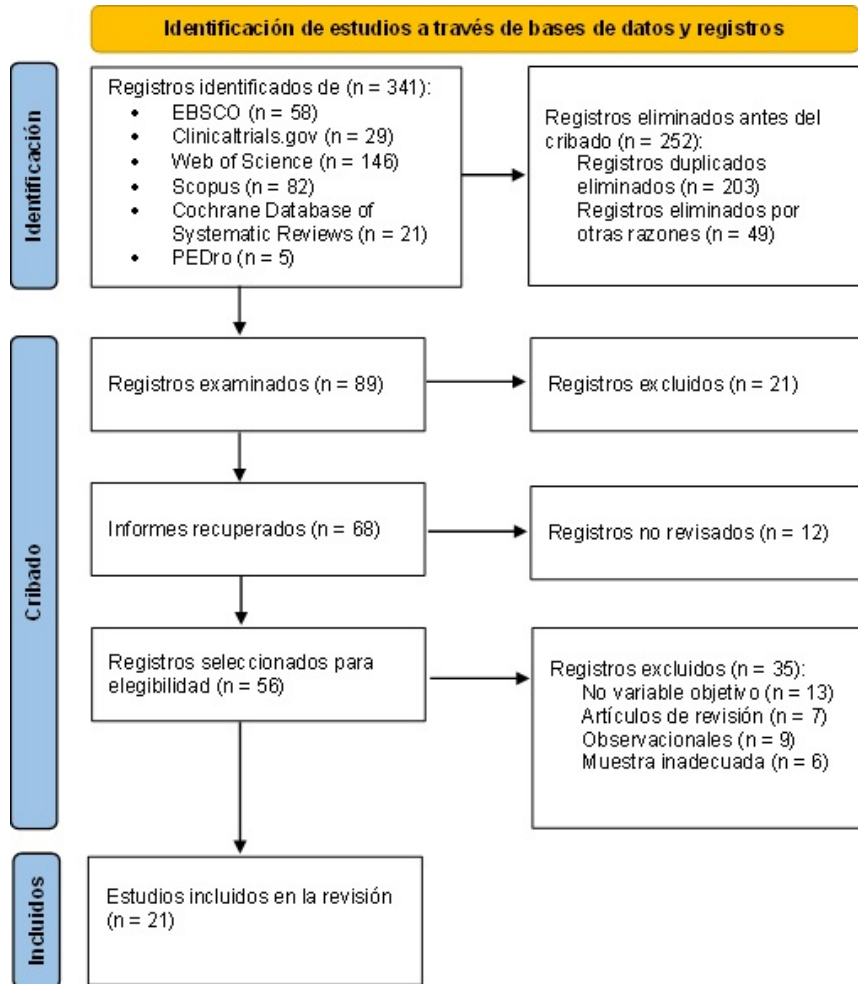 Identificación de estudios a través de bases de datos y registros
Identificación
Registros identificados de (n = 341):
• EBSCO (n = 58)
• Clinicaltrials.gov (n = 29)
• Web of Science (n = 146)
• Scopus (n = 82)
• Cochrane Database of
Systematic Reviews (n = 21)
• PEDro (n = 5)
Registros eliminados antes del
cribado (n = 252):
Registros duplicados
eliminados (n = 203)
Registros eliminados por
otras razones (n = 49)
Cribado
Registros examinados (n = 89)
Registros excluidos (n = 21)
Informes recuperados (n = 68)
Registros no revisados (n = 12)
Registros seleccionados para
elegibilidad (n = 56)
Registros excluidos (n = 35):
No variable objetivo (n = 13)
Artículos de revisión (n = 7)
Observacionales (n = 9)
Muestra inadecuada (n = 6)
Incluidos
Estudios incluidos en la revisión
(n = 21)